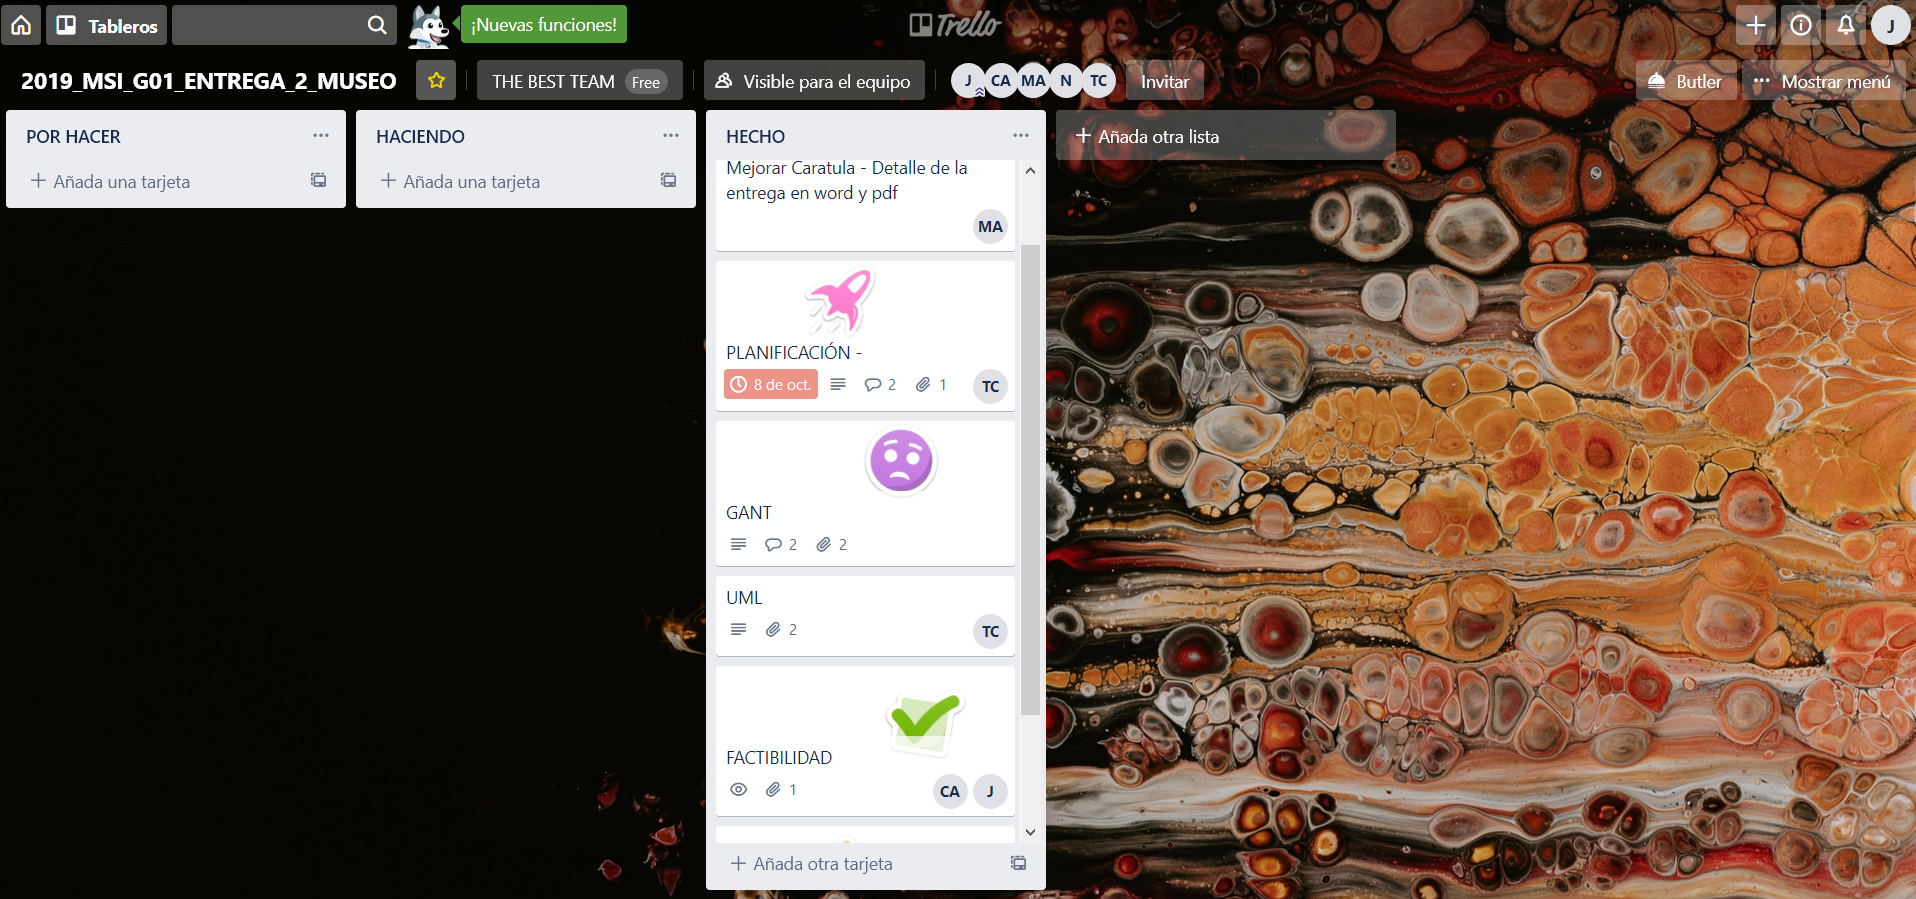 Tableros
¡Nuevas funciones!
Trello
J
2019_MSI_G01_ENTREGA_2_MUSEO
THE BEST TEAM Free
Visible para el equipo
J CA MA N TC
Invitar
Butler
Mostrar menú
POR HACER
Añada una tarjeta
HACIENDO
Añada una tarjeta
HECHO
Mejorar Caratula - Detalle de la
entrega en word y pdf
MA
PLANIFICACIÓN -
8 de oct. 2 1 TC
GANT
2 2
UML
2 TC
FACTIBILIDAD
1 CA J
Añada otra tarjeta
Añada otra lista